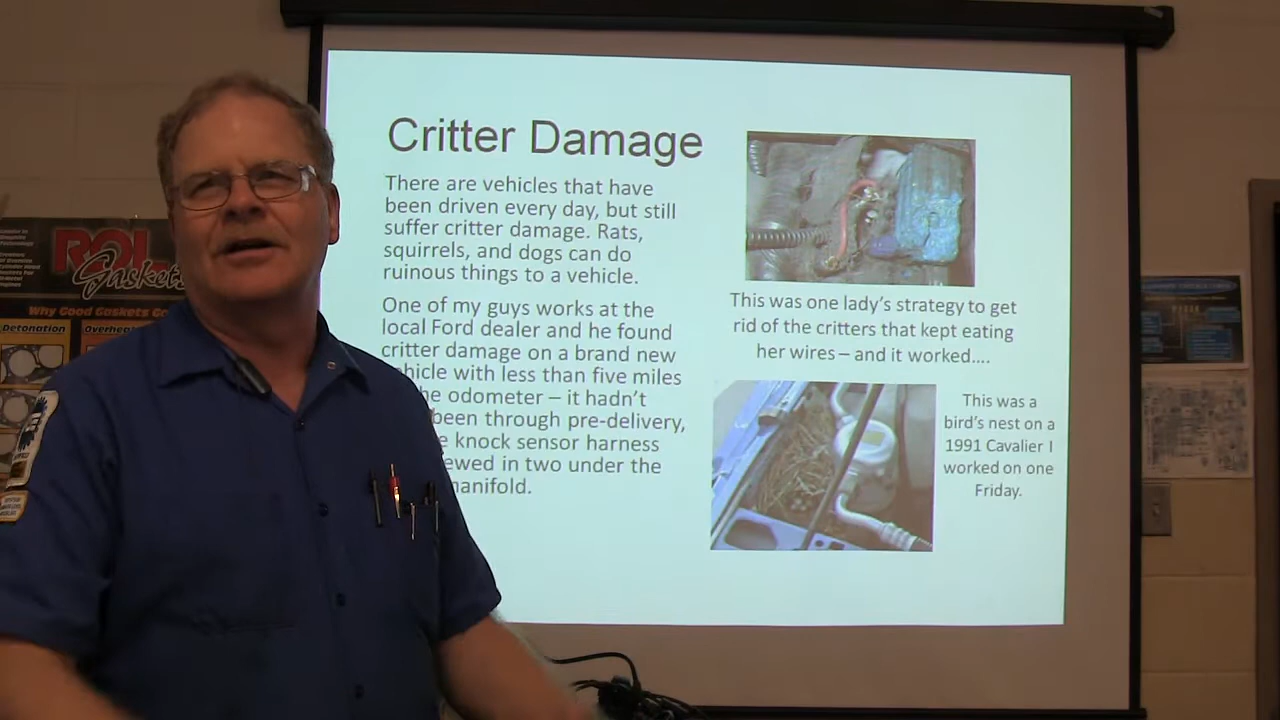 Critter Damage
There are vehicles that have
been driven every day, but still
suffer critter damage. Rats,
squirrels, and dogs can do
ruinous things to a vehicle.
One of my guys works at the
local Ford dealer and he found
critter damage on a brand new
ehicle with less than five miles
he odometer – it hadn't
been through pre-delivery,
e knock sensor harness
ewed in two under the
manifold.
This was one lady's strategy to get
rid of the critters that kept eating
her wires – and it worked....
This was a
bird's nest on a
1991 Cavalier I
worked on one
Friday.
ROL
Gaskets
Why Good Gaskets Go
Detonation
Overhea